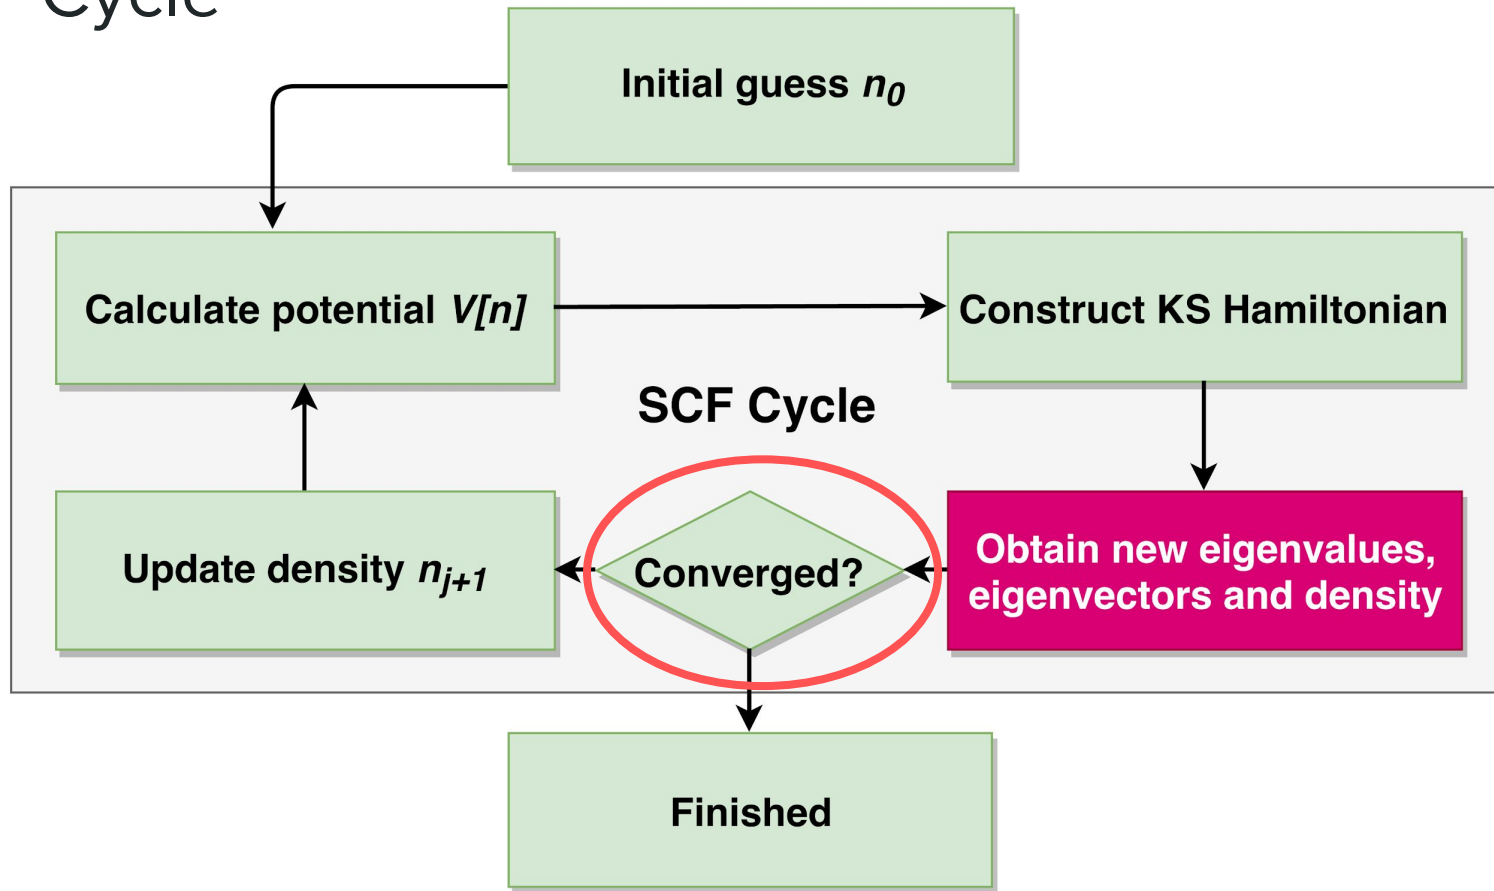 Cycle
Initial guess n0
Calculate potential V[n]
Construct KS Hamiltonian
SCF Cycle
Update density nj+1
Converged?
Obtain new eigenvalues,
eigenvectors and density
Finished